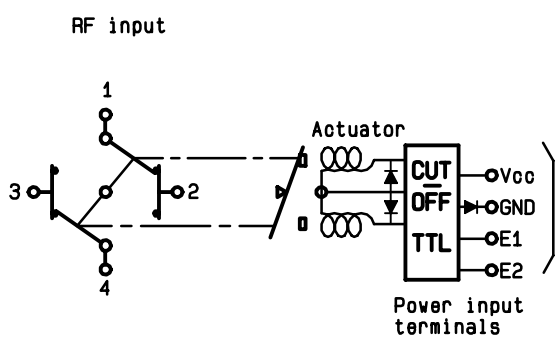 RF input
1
Actuator
CUT
OFF
TTL
Vcc
GND
E1
E2
3
2
4
Power input
terminals